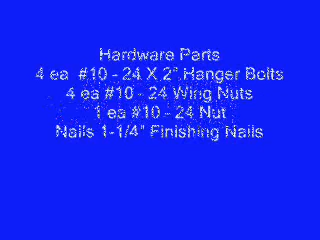 Hardware Parts
4 ea #10 - 24 X 2" Hanger Bolts
4 ea #10 - 24 Wing Nuts
1 ea #10 - 24 Nut
Nails 1-1/4" Finishing Nails